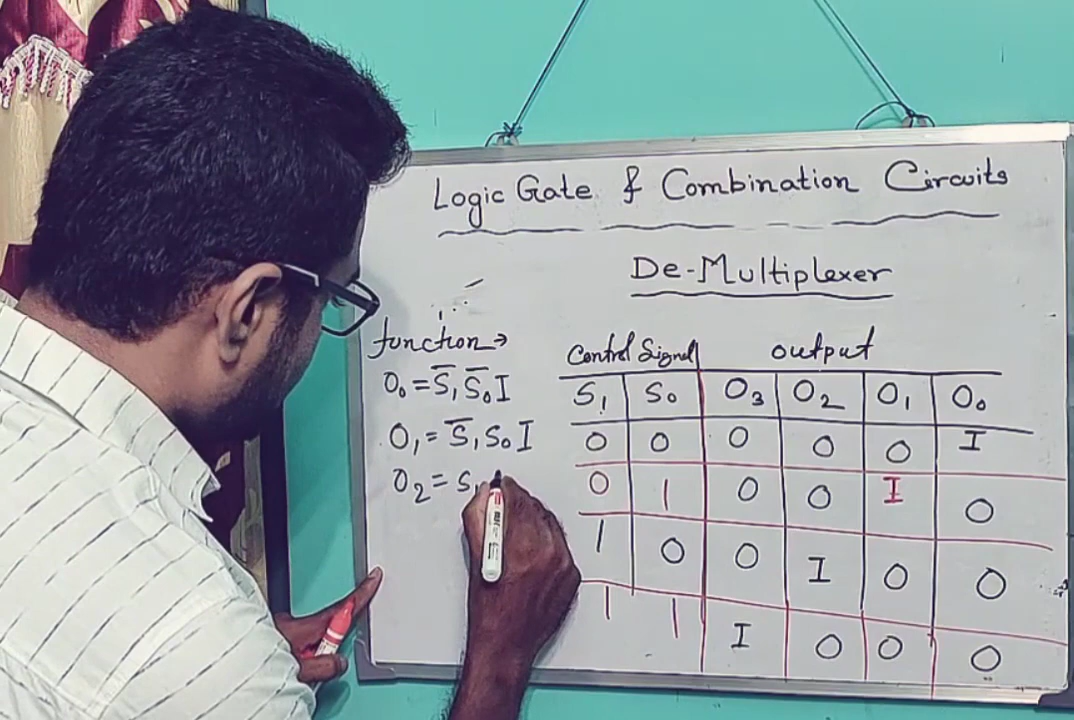 Logic Gate & Combination Circuits
De-Multiplexer
function→
O₀ = S̅₁ S̅₀ I
O₁ = S̅₁ S₀ I
O₂ = S₁
Control Signal output
S₁ S₀ O₃ O₂ O₁ O₀
0 0 0 0 0 I
0 1 0 0 I 0
1 0 0 I 0 0
1 1 I 0 0 0